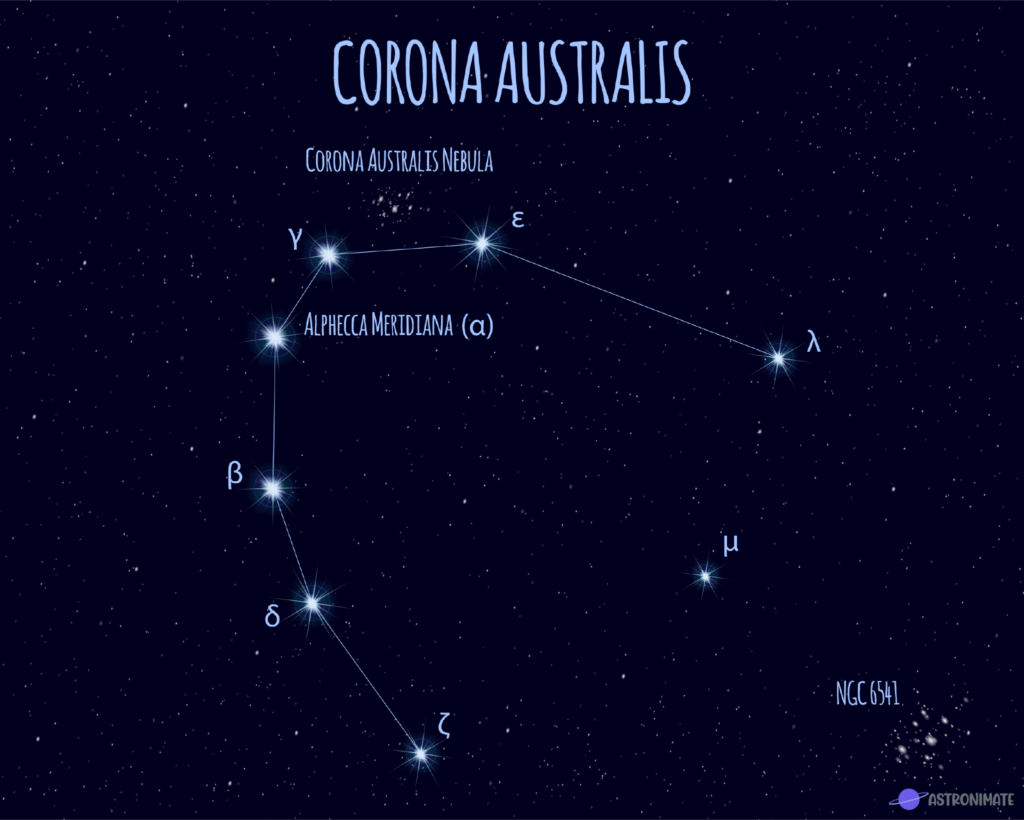 CORONA AUSTRALIS
CORONA AUSTRALIS NEBULA
ε
γ
ALPHECCA MERIDIANA (α)
λ
β
μ
δ
NGC 6541
ζ
ASTRONIMATE